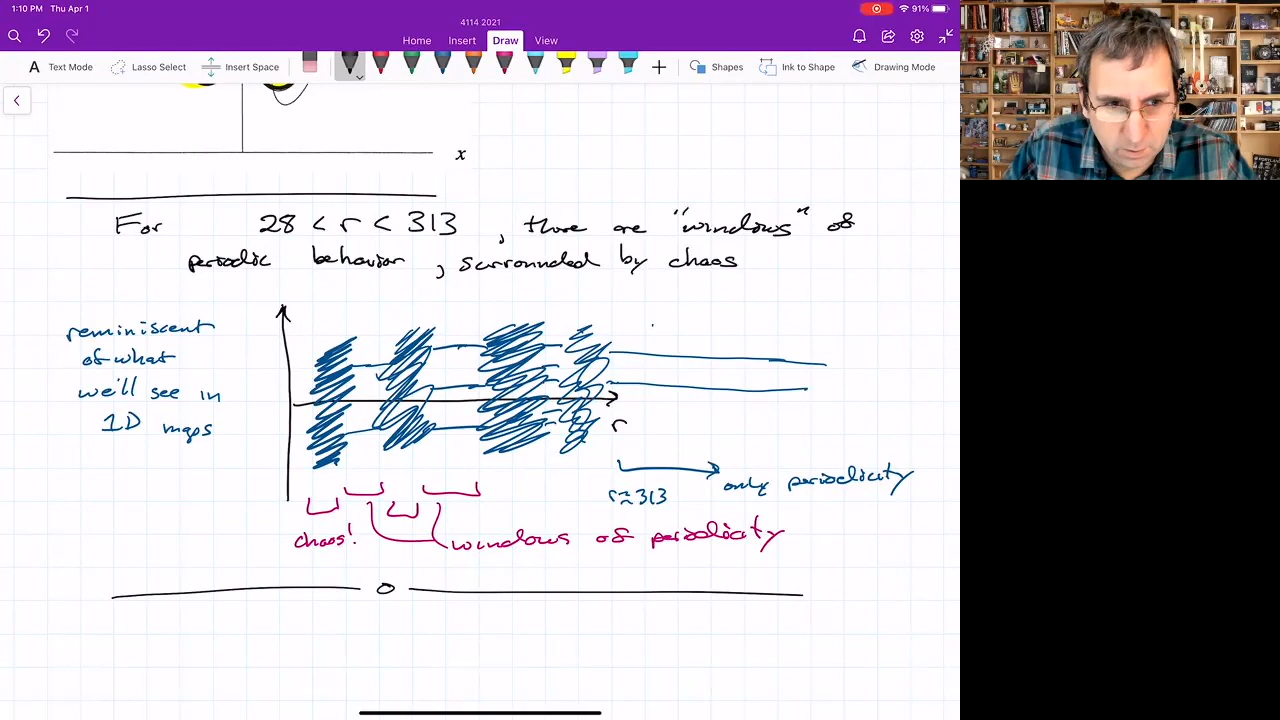 1:10 PM Thu Apr 1
91%
4114 2021
Home Insert Draw View
Text Mode Lasso Select Insert Space Shapes Ink to Shape Drawing Mode
x
For 28 < r < 313 , there are "windows" of
periodic behavior , surrounded by chaos
reminiscent
of what
we'll see in
1D maps
r
r≈313
only periodicity
chaos!
windows of periodicity